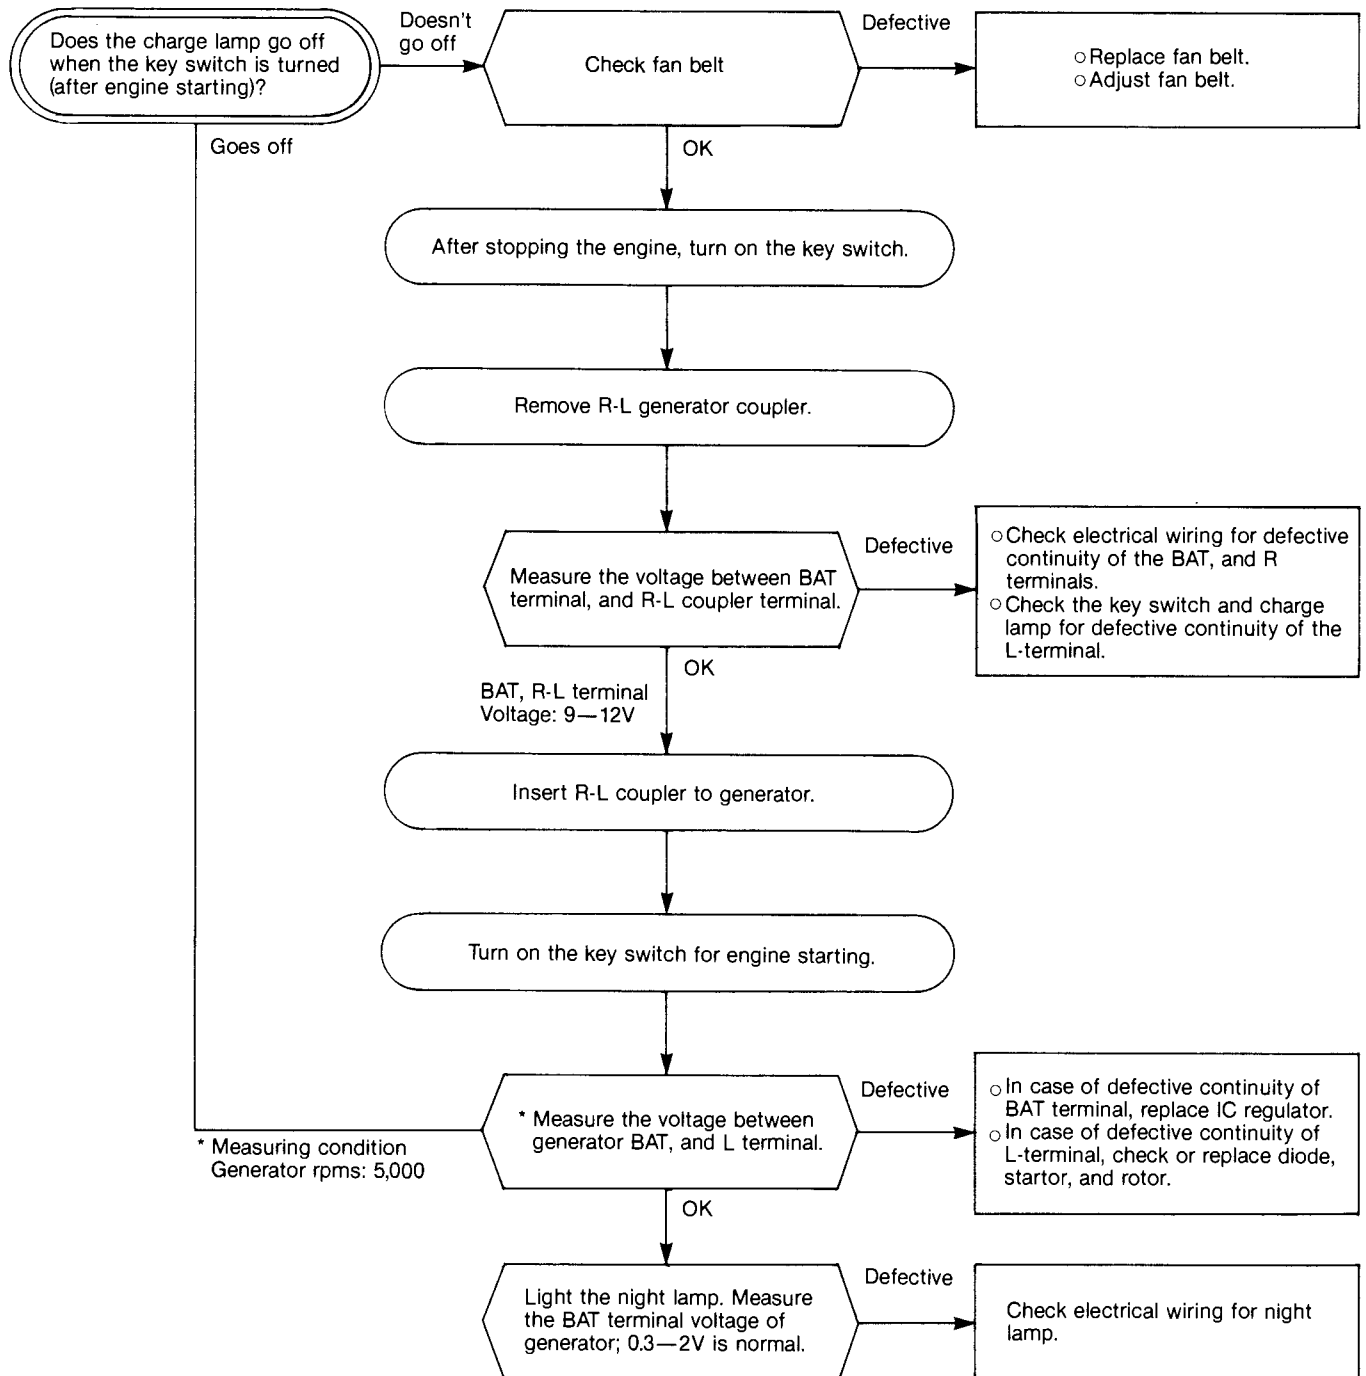 Does the charge lamp go off
when the key switch is turned
(after engine starting)?
Doesn't
go off
Check fan belt
Defective
○ Replace fan belt.
○ Adjust fan belt.
Goes off
OK
After stopping the engine, turn on the key switch.
Remove R-L generator coupler.
Measure the voltage between BAT
terminal, and R-L coupler terminal.
Defective
○ Check electrical wiring for defective
continuity of the BAT, and R
terminals.
○ Check the key switch and charge
lamp for defective continuity of the
L-terminal.
OK
BAT, R-L terminal
Voltage: 9—12V
Insert R-L coupler to generator.
Turn on the key switch for engine starting.
* Measure the voltage between
generator BAT, and L terminal.
Defective
○ In case of defective continuity of
BAT terminal, replace IC regulator.
○ In case of defective continuity of
L-terminal, check or replace diode,
startor, and rotor.
* Measuring condition
Generator rpms: 5,000
OK
Light the night lamp. Measure
the BAT terminal voltage of
generator; 0.3—2V is normal.
Defective
Check electrical wiring for night
lamp.